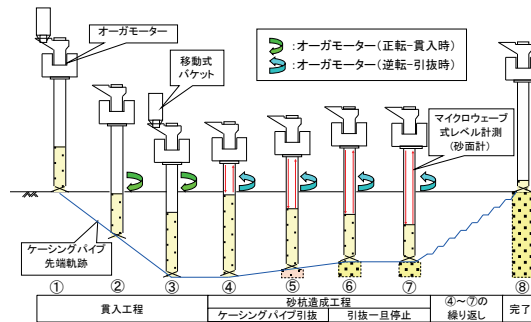 オーガモーター
移動式
バケット
:オーガモーター(正転-貫入時)
:オーガモーター(逆転-引抜時)
マイクロウェーブ
式レベル計測
(砂面計)
ケーシングパイプ
先端軌跡
① ② ③ ④ ⑤ ⑥ ⑦ ⑧
貫入工程
砂杭造成工程
ケーシングパイプ引抜
引抜一旦停止
④~⑦の
繰り返し
完了